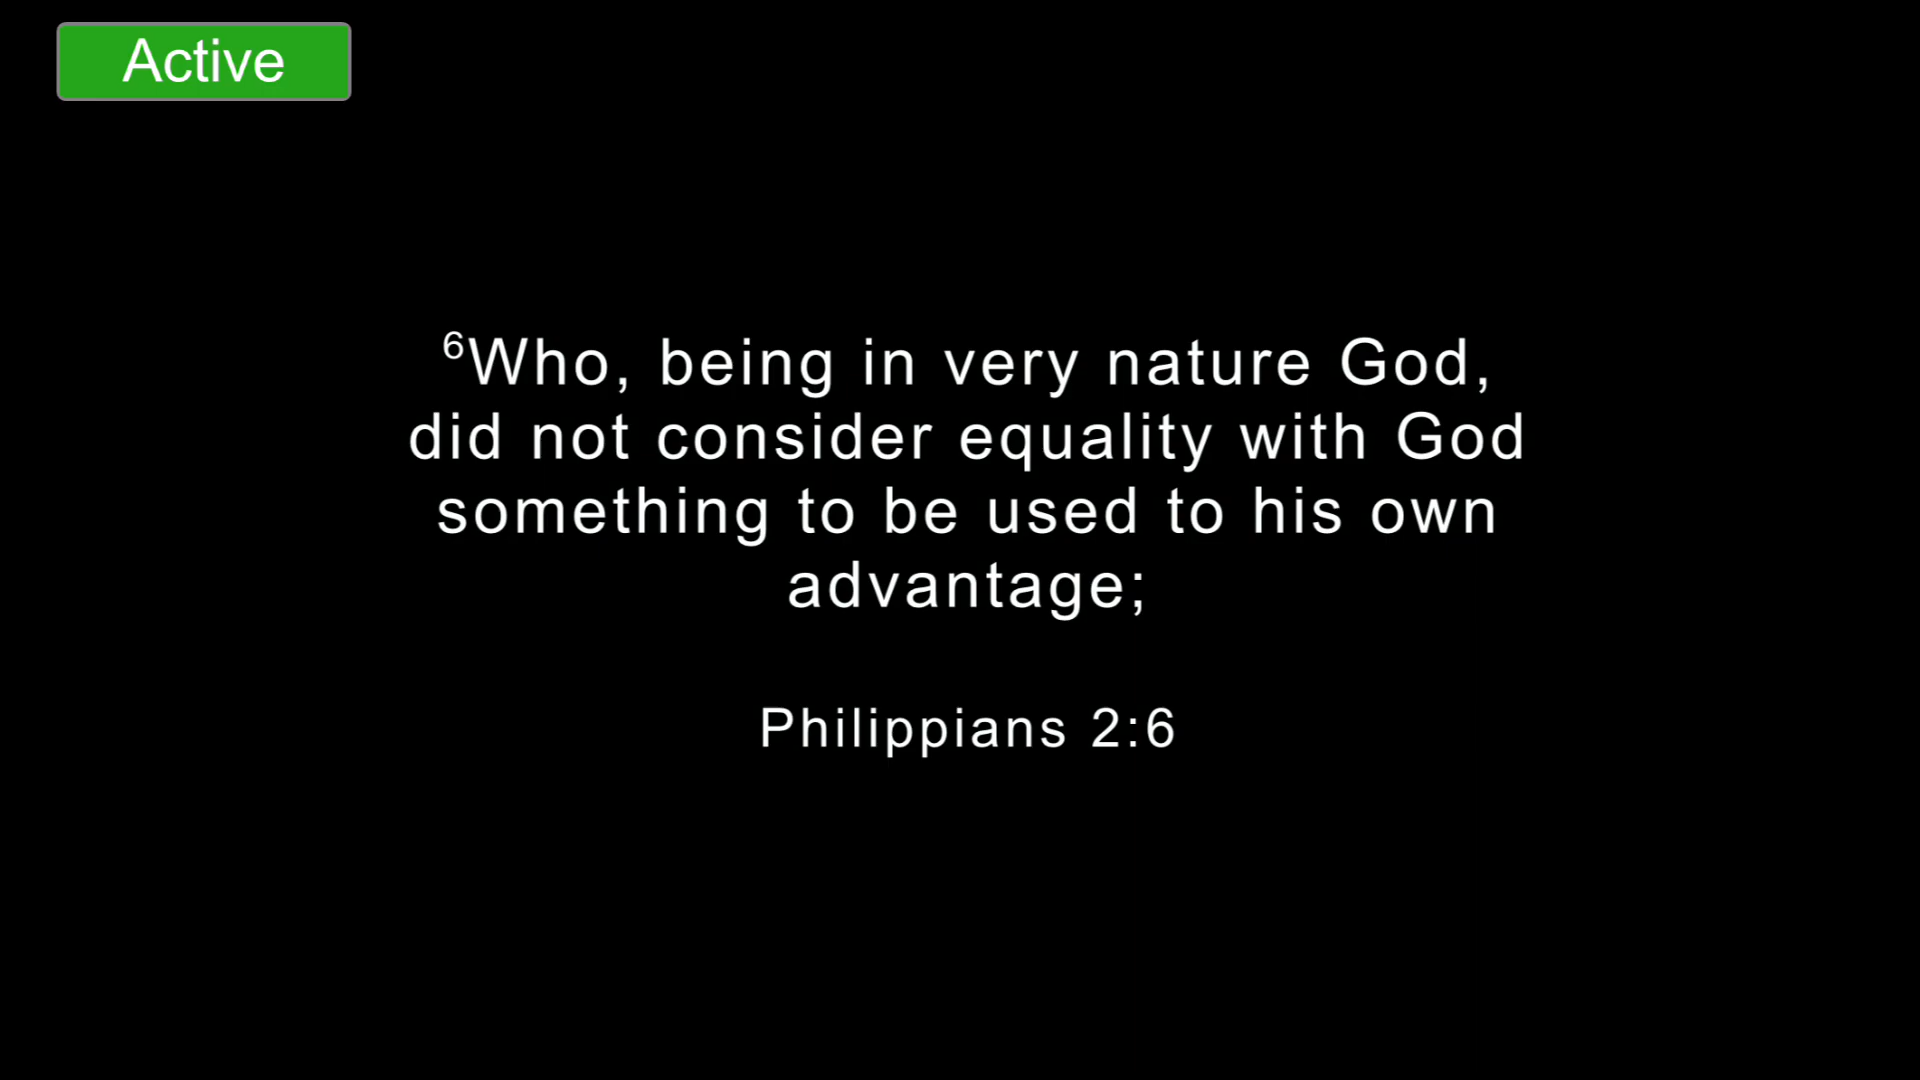 Active
⁶Who, being in very nature God,
did not consider equality with God
something to be used to his own
advantage;
Philippians 2:6